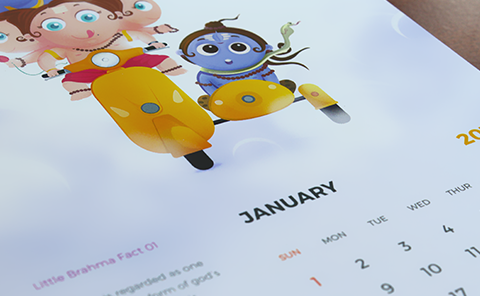 20
JANUARY
SUN MON TUE WED THUR
1 2 3 4
9 10 11
Little Brahma Fact 01
is regarded as one
form of god's